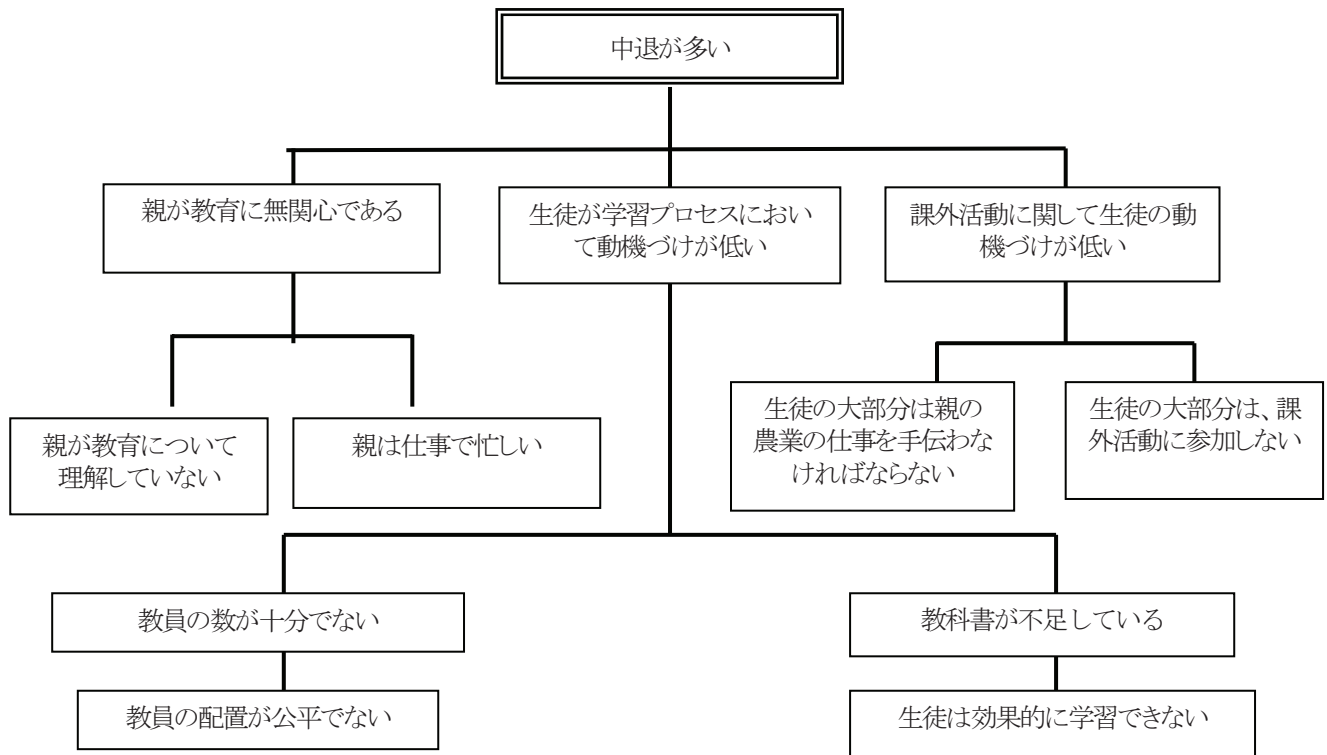 中退が多い
親が教育に無関心である
生徒が学習プロセスにおい
て動機づけが低い
課外活動に関して生徒の動
機づけが低い
親が教育について
理解していない
親は仕事で忙しい
生徒の大部分は親の
農業の仕事を手伝わな
ければならない
生徒の大部分は、課
外活動に参加しない
教員の数が十分でない
教科書が不足している
教員の配置が公平でない
生徒は効果的に学習できない